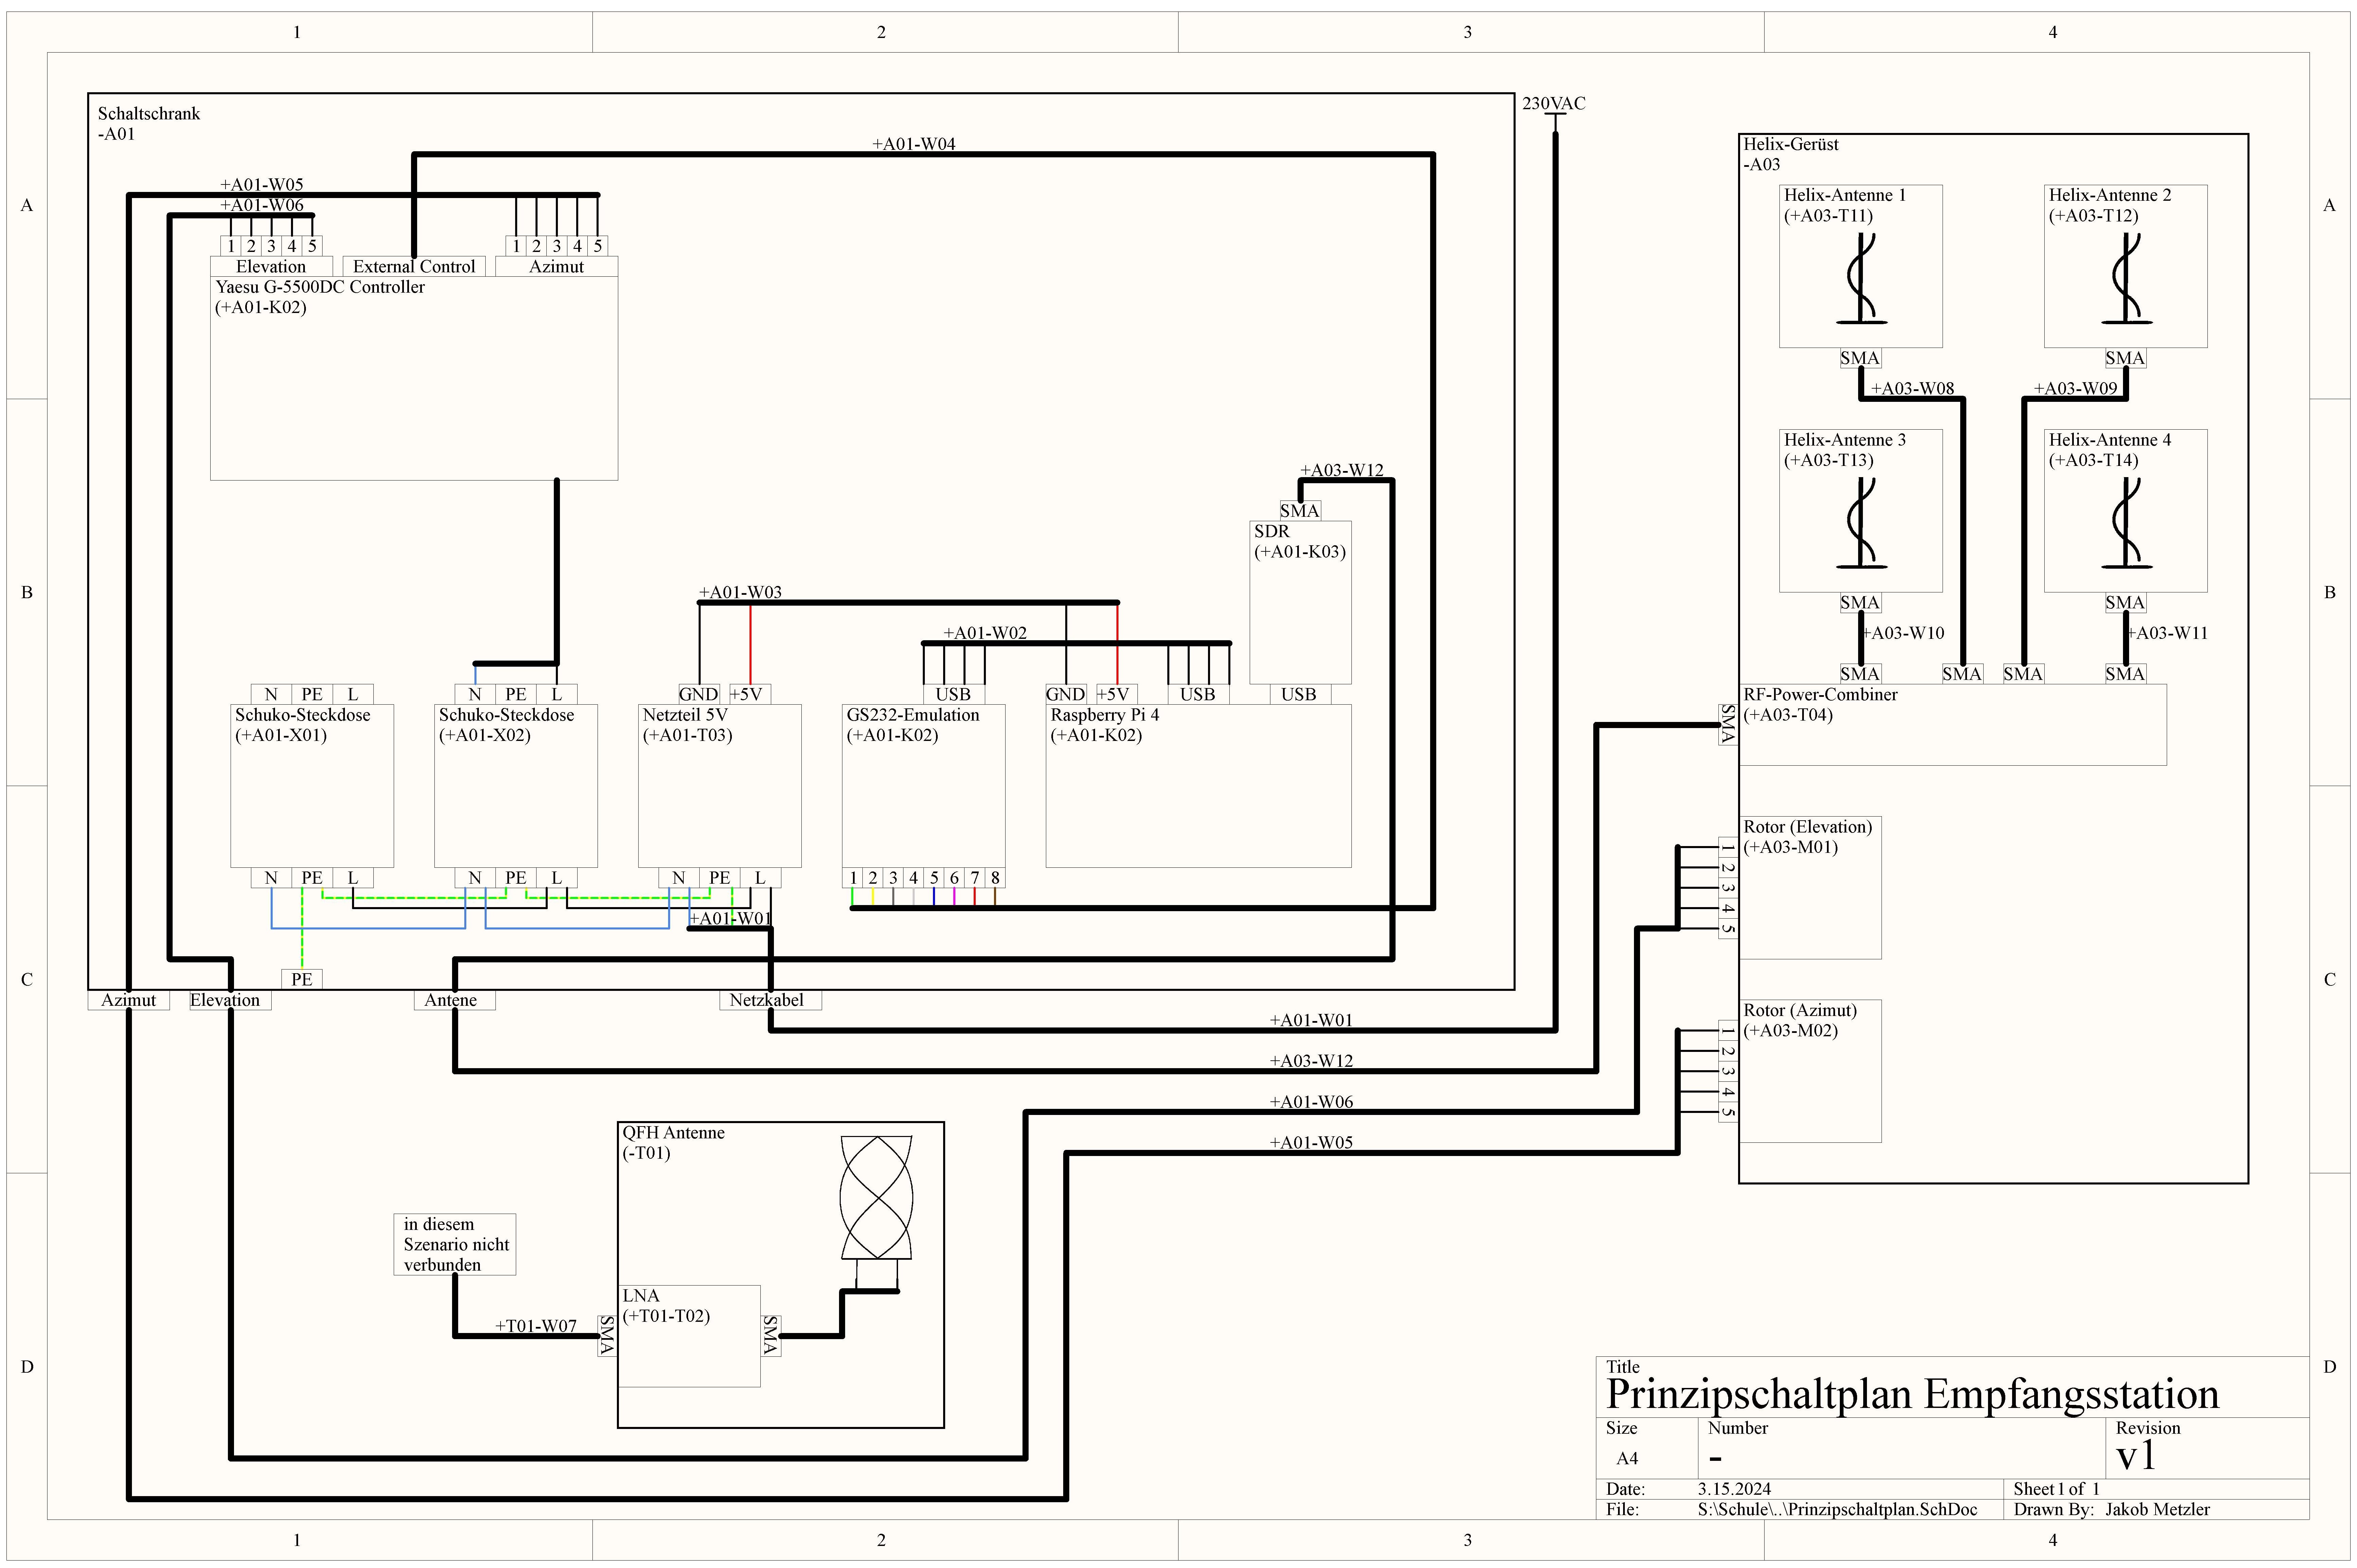 1
2
3
4
A
A
B
B
C
C
D
D
Schaltschrank
-A01
230VAC
+A01-W04
+A01-W05
+A01-W06
1 2 3 4 5
1 2 3 4 5
Elevation
External Control
Azimut
Yaesu G-5500DC Controller
(+A01-K02)
+A03-W12
SMA
SDR
(+A01-K03)
USB
+A01-W03
+A01-W02
N PE L
Schuko-Steckdose
(+A01-X01)
N PE L
N PE L
Schuko-Steckdose
(+A01-X02)
N PE L
GND +5V
Netzteil 5V
(+A01-T03)
N PE L
USB
GS232-Emulation
(+A01-K02)
1 2 3 4 5 6 7 8
GND +5V USB
Raspberry Pi 4
(+A01-K02)
+A01-W01
PE
Azimut
Elevation
Antene
Netzkabel
+A01-W01
+A03-W12
+A01-W06
+A01-W05
Helix-Gerüst
-A03
Helix-Antenne 1
(+A03-T11)
SMA
Helix-Antenne 2
(+A03-T12)
SMA
+A03-W08
+A03-W09
Helix-Antenne 3
(+A03-T13)
SMA
Helix-Antenne 4
(+A03-T14)
SMA
+A03-W10
+A03-W11
SMA SMA SMA SMA
SMA
RF-Power-Combiner
(+A03-T04)
Rotor (Elevation)
(+A03-M01)
1
2
3
4
5
Rotor (Azimut)
(+A03-M02)
1
2
3
4
5
QFH Antenne
(-T01)
in diesem
Szenario nicht
verbunden
+T01-W07
SMA
LNA
(+T01-T02)
SMA
Title
Prinzipschaltplan Empfangsstation
Size
A4
Number
-
Revision
v1
Date: 3.15.2024
Sheet 1 of 1
File: S:\Schule\..\Prinzipschaltplan.SchDoc
Drawn By: Jakob Metzler
1
2
3
4